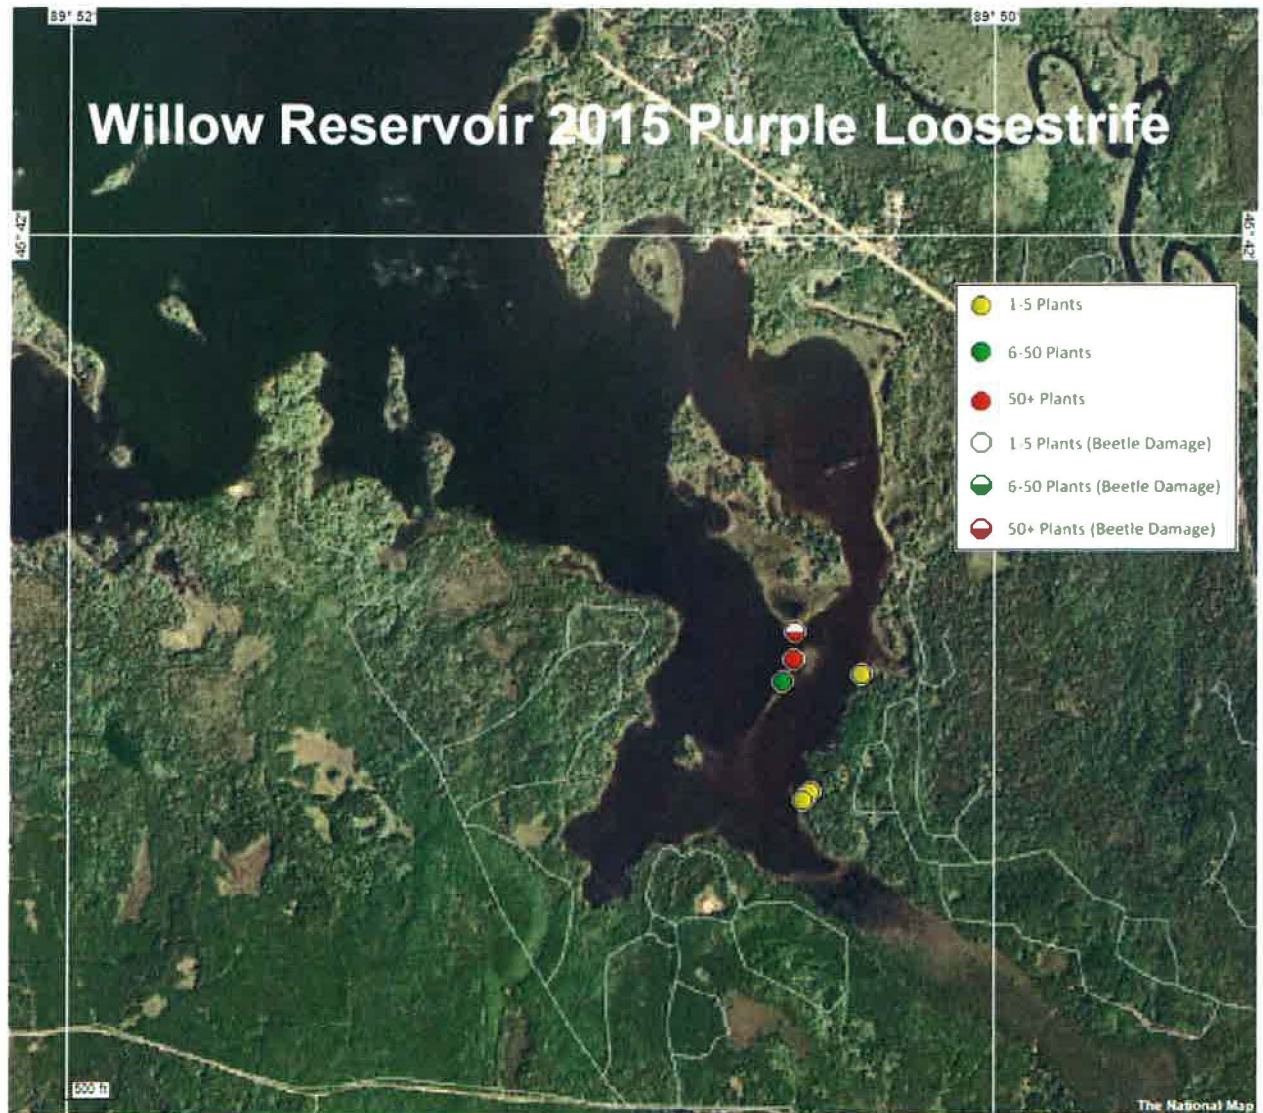 89° 52'
89° 50'
Willow Reservoir 2015 Purple Loosestrife
45° 42'
45° 42'
1-5 Plants
6-50 Plants
50+ Plants
1-5 Plants (Beetle Damage)
6-50 Plants (Beetle Damage)
50+ Plants (Beetle Damage)
500 ft
The National Map